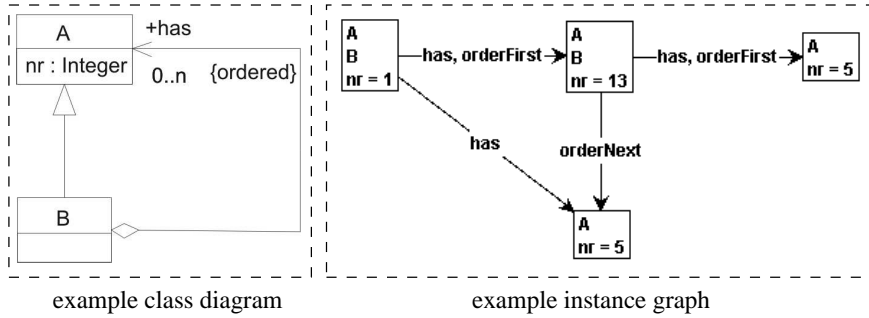 A
nr : Integer
+has
0..n
{ordered}
B
A
B
nr = 1
has, orderFirst
A
B
nr = 13
has, orderFirst
A
nr = 5
has
orderNext
A
nr = 5
example class diagram
example instance graph